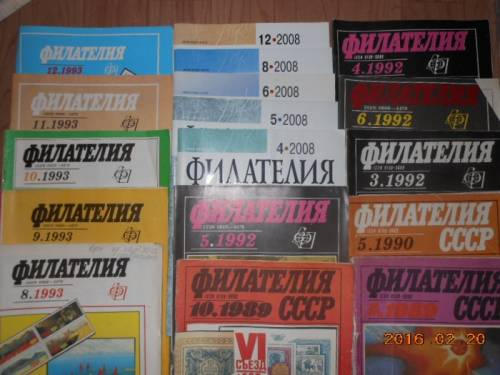 ФИЛАТЕЛИЯ
12.1993
ФИЛАТЕЛИЯ
11.1993
ФИЛАТЕЛИЯ
10.1993
ФИЛАТЕЛИЯ
9.1993
ФИЛАТЕЛИЯ
8.1993
12•2008
8•2008
6•2008
5•2008
4•2008
ФИЛАТЕЛИЯ
ФИЛАТЕЛИЯ
5.1992
ФИЛАТЕЛИЯ
10.1989 СССР
VI
СЪЕЗД
ФИЛАТЕЛИЯ
4.1992
ФИЛАТЕЛИЯ
6.1992
ФИЛАТЕЛИЯ
3.1992
ФИЛАТЕЛИЯ
5.1990 СССР
ФИЛАТЕЛИЯ
СССР
2016.02.20